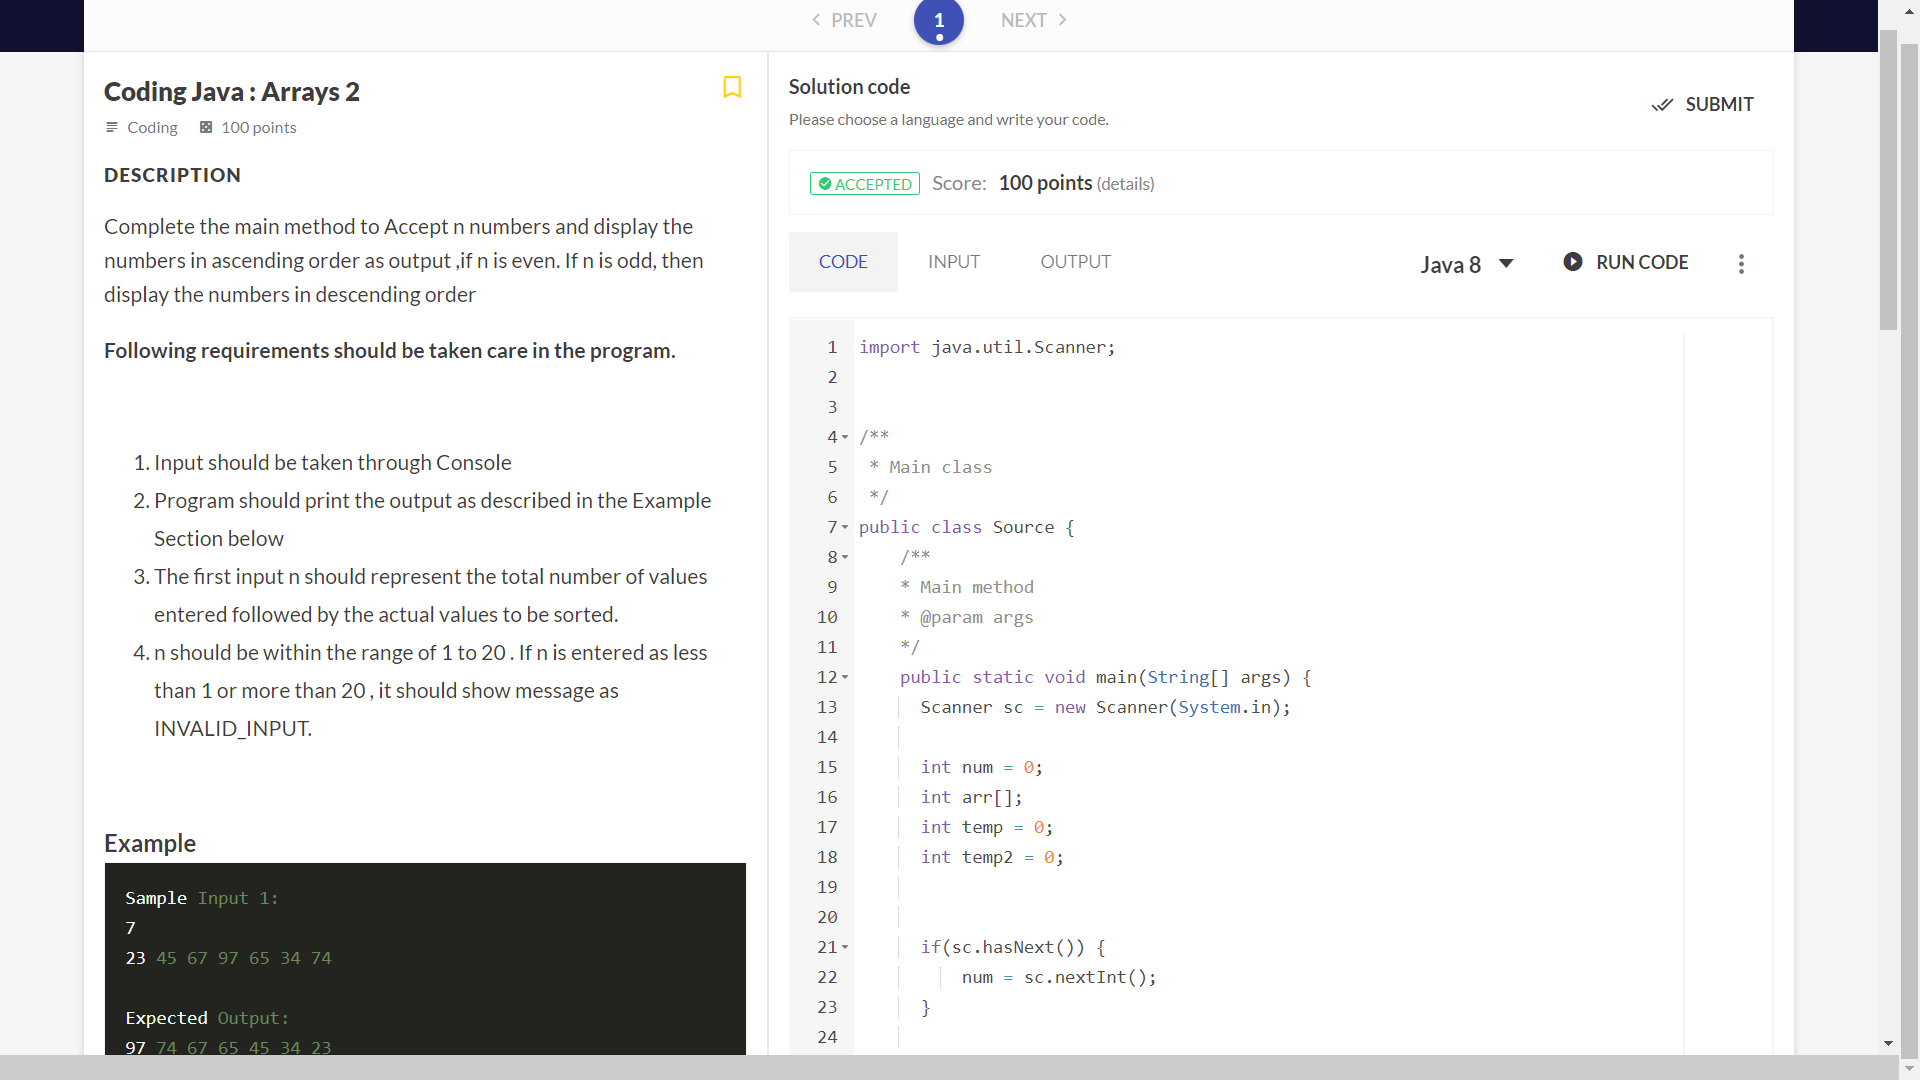 PREV
1
NEXT
Coding Java : Arrays 2
Coding
100 points
DESCRIPTION
Complete the main method to Accept n numbers and display the
numbers in ascending order as output ,if n is even. If n is odd, then
display the numbers in descending order
Following requirements should be taken care in the program.
1. Input should be taken through Console
2. Program should print the output as described in the Example
Section below
3. The first input n should represent the total number of values
entered followed by the actual values to be sorted.
4. n should be within the range of 1 to 20 . If n is entered as less
than 1 or more than 20 , it should show message as
INVALID_INPUT.
Example
Sample Input 1:
7
23 45 67 97 65 34 74
Expected Output:
97 74 67 65 45 34 23
Solution code
Please choose a language and write your code.
SUBMIT
ACCEPTED Score: 100 points (details)
CODE INPUT OUTPUT
Java 8
RUN CODE
1 import java.util.Scanner;
2
3
4 /**
5 * Main class
6 */
7 public class Source {
8 /**
9 * Main method
10 * @param args
11 */
12 public static void main(String[] args) {
13 Scanner sc = new Scanner(System.in);
14
15 int num = 0;
16 int arr[];
17 int temp = 0;
18 int temp2 = 0;
19
20
21 if(sc.hasNext()) {
22 num = sc.nextInt();
23 }
24